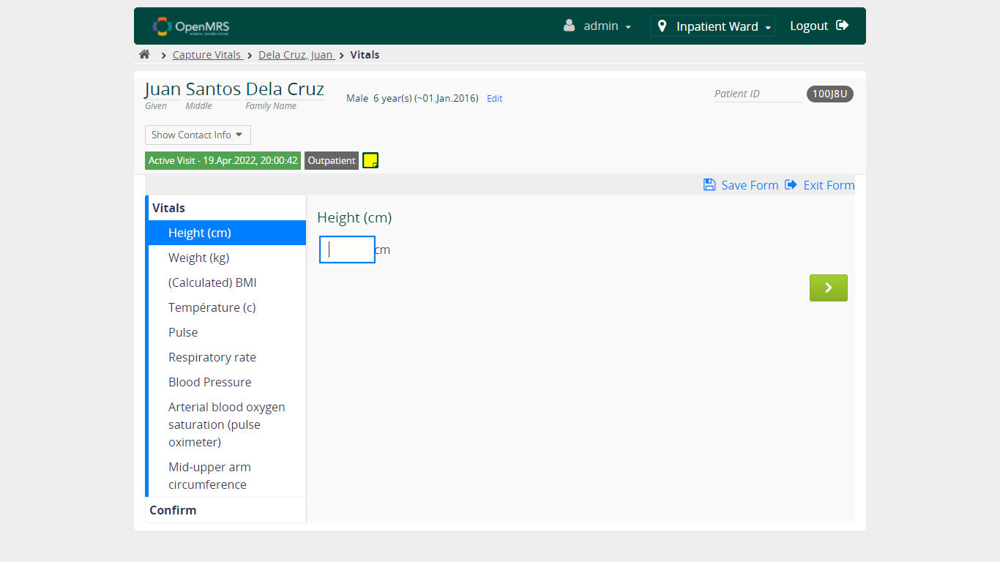 OpenMRS
admin
Inpatient Ward
Logout
Capture Vitals
Dela Cruz, Juan
Vitals
Juan Santos Dela Cruz
Given Middle Family Name
Male 6 year(s) (~01.Jan.2016) Edit
Patient ID 100J8U
Show Contact Info
Active Visit - 19.Apr.2022, 20:00:42 Outpatient
Save Form Exit Form
Vitals
Height (cm)
Weight (kg)
(Calculated) BMI
Température (c)
Pulse
Respiratory rate
Blood Pressure
Arterial blood oxygen
saturation (pulse
oximeter)
Mid-upper arm
circumference
Confirm
Height (cm)
cm